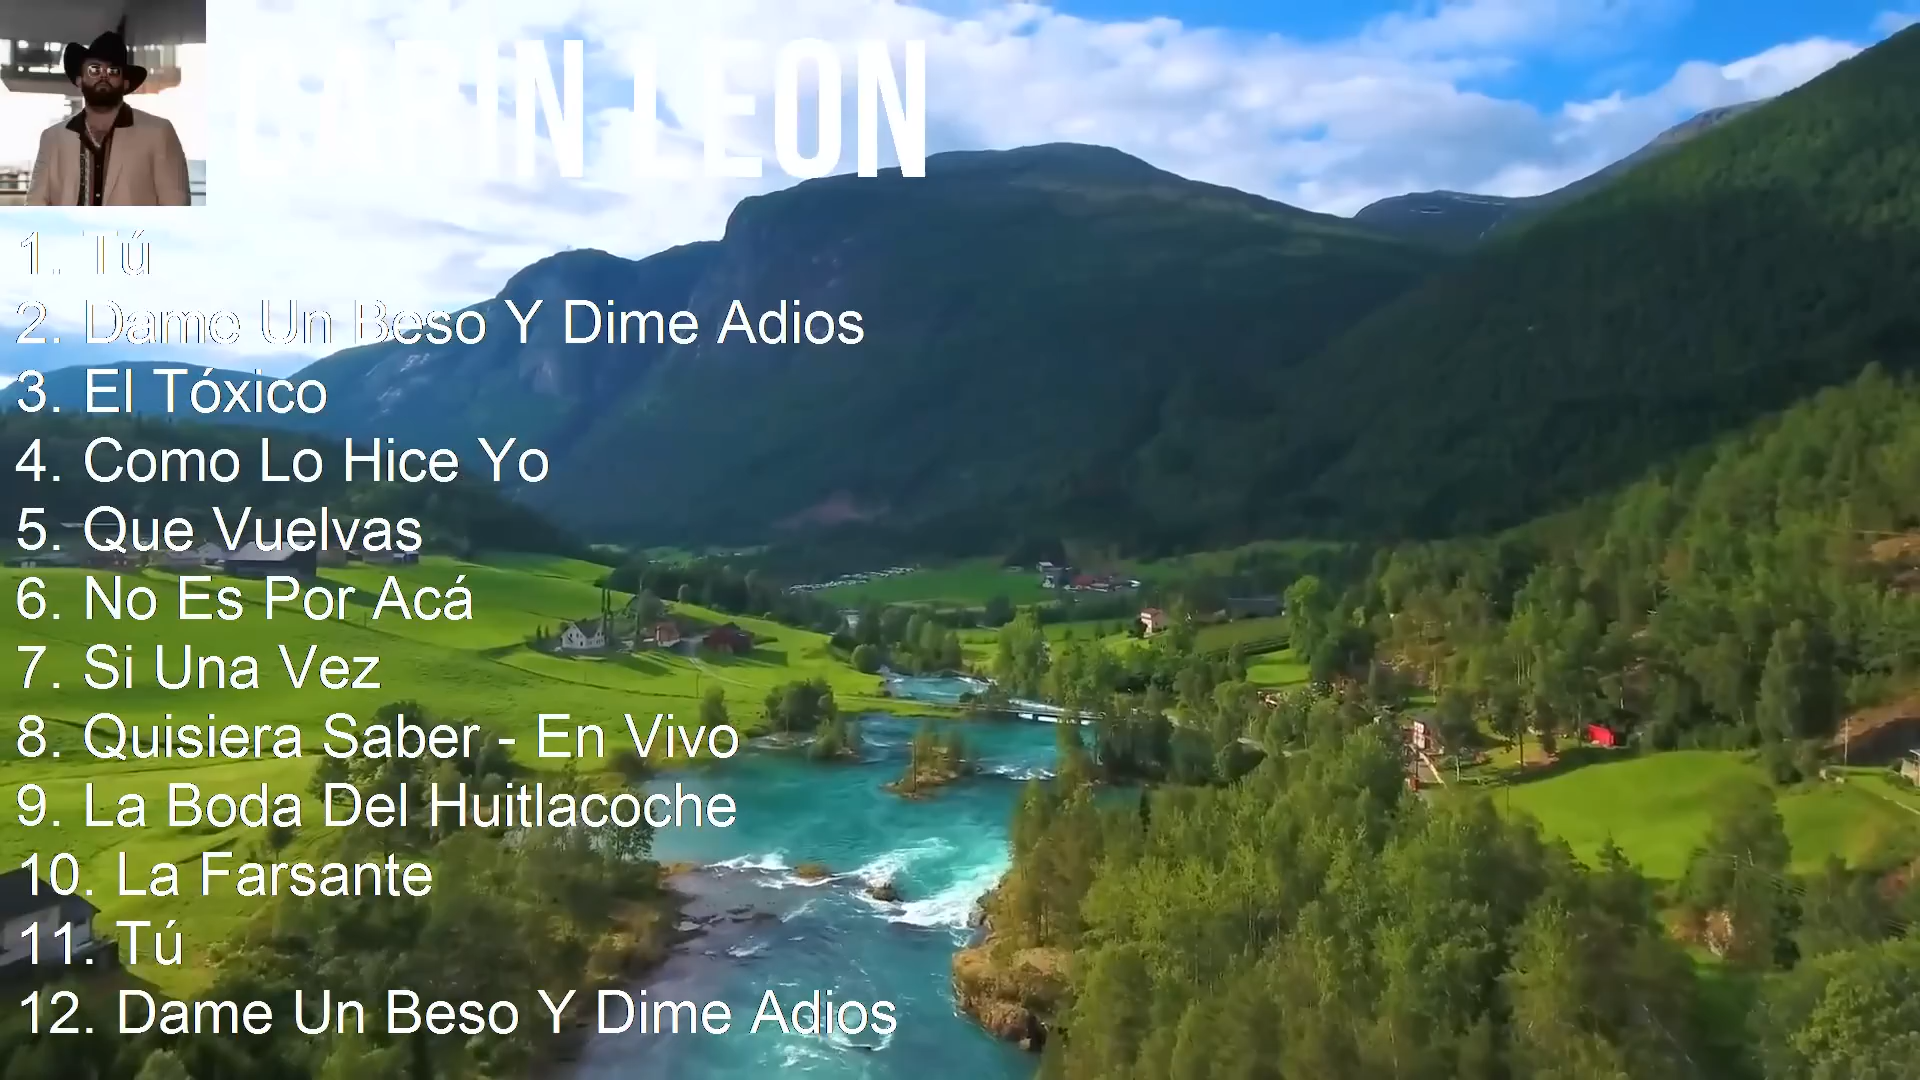 CARIN LEON
1. Tú
2. Dame Un Beso Y Dime Adios
3. El Tóxico
4. Como Lo Hice Yo
5. Que Vuelvas
6. No Es Por Acá
7. Si Una Vez
8. Quisiera Saber - En Vivo
9. La Boda Del Huitlacoche
10. La Farsante
11. Tú
12. Dame Un Beso Y Dime Adios